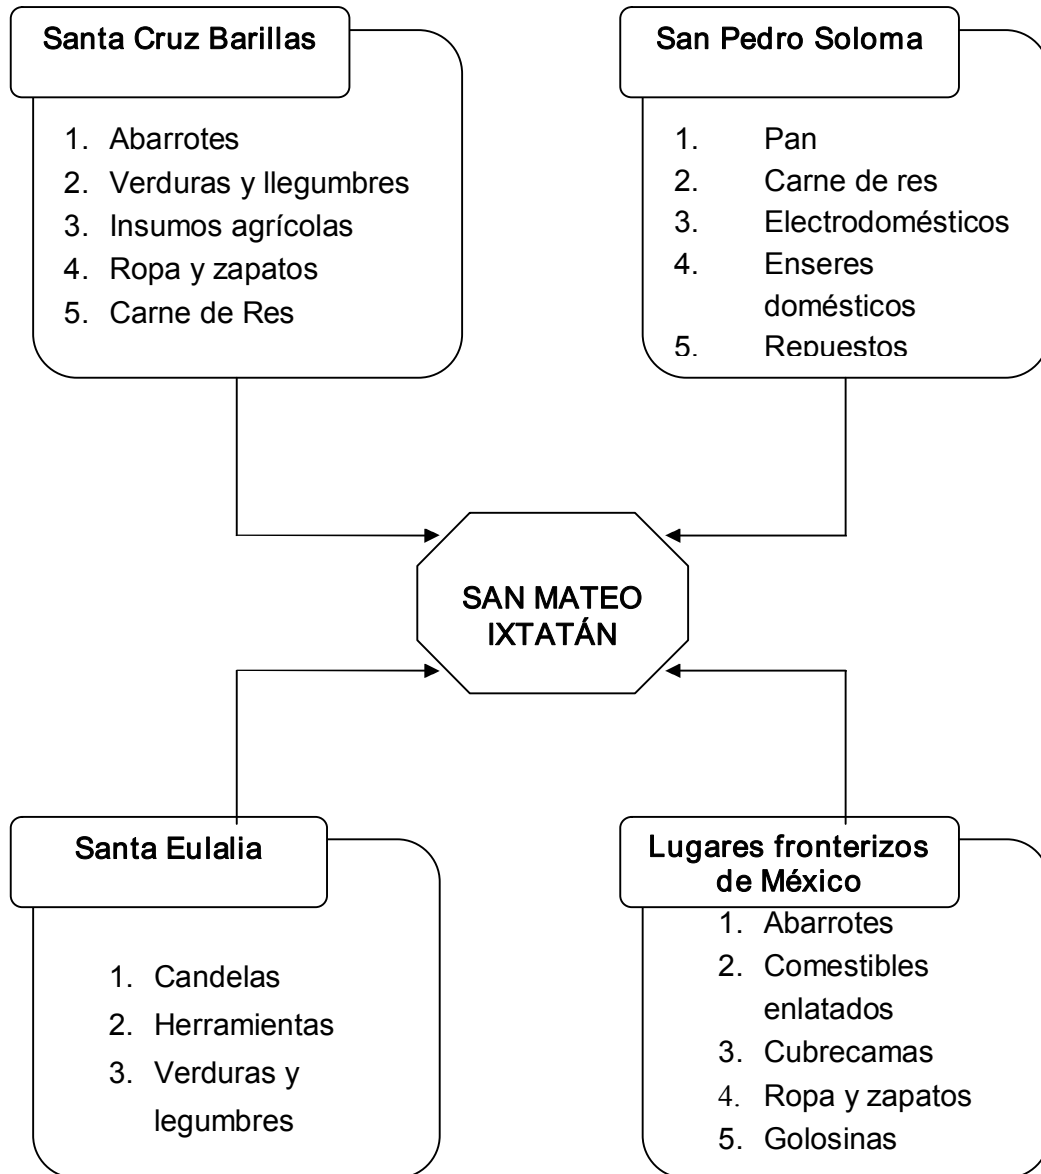 Santa Cruz Barillas
1. Abarrotes
2. Verduras y llegumbres
3. Insumos agrícolas
4. Ropa y zapatos
5. Carne de Res
San Pedro Soloma
1. Pan
2. Carne de res
3. Electrodomésticos
4. Enseres
domésticos
5. Repuestos
SAN MATEO
IXTATÁN
Santa Eulalia
1. Candelas
2. Herramientas
3. Verduras y
legumbres
Lugares fronterizos
de México
1. Abarrotes
2. Comestibles
enlatados
3. Cubrecamas
4. Ropa y zapatos
5. Golosinas